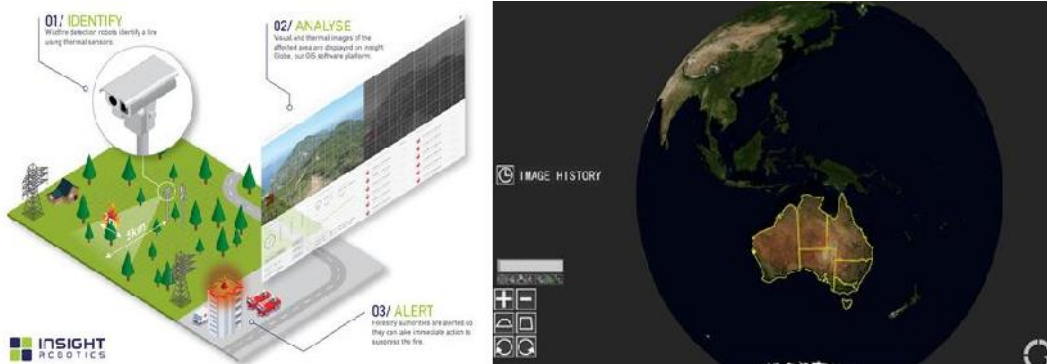 01/ IDENTIFY
Wildfire detection robots identify a fire
using thermal sensors.
02/ ANALYSE
Visual and thermal images of the
affected area are displayed on Insight
Globe, our GIS software platform.
5km
03/ ALERT
Forestry authorities are alerted so
they can take immediate action to
suppress the fire.
INSIGHT
ROBOTICS
IMAGE HISTORY